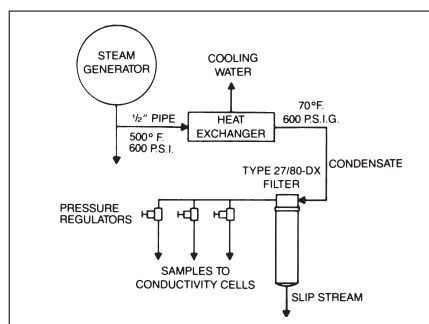 STEAM
GENERATOR
COOLING
WATER
½" PIPE
500° F.
600 P.S.I.
HEAT
EXCHANGER
70°F.
600 P.S.I.G.
CONDENSATE
TYPE 27/80-DX
FILTER
PRESSURE
REGULATORS
SAMPLES TO
CONDUCTIVITY CELLS
SLIP STREAM